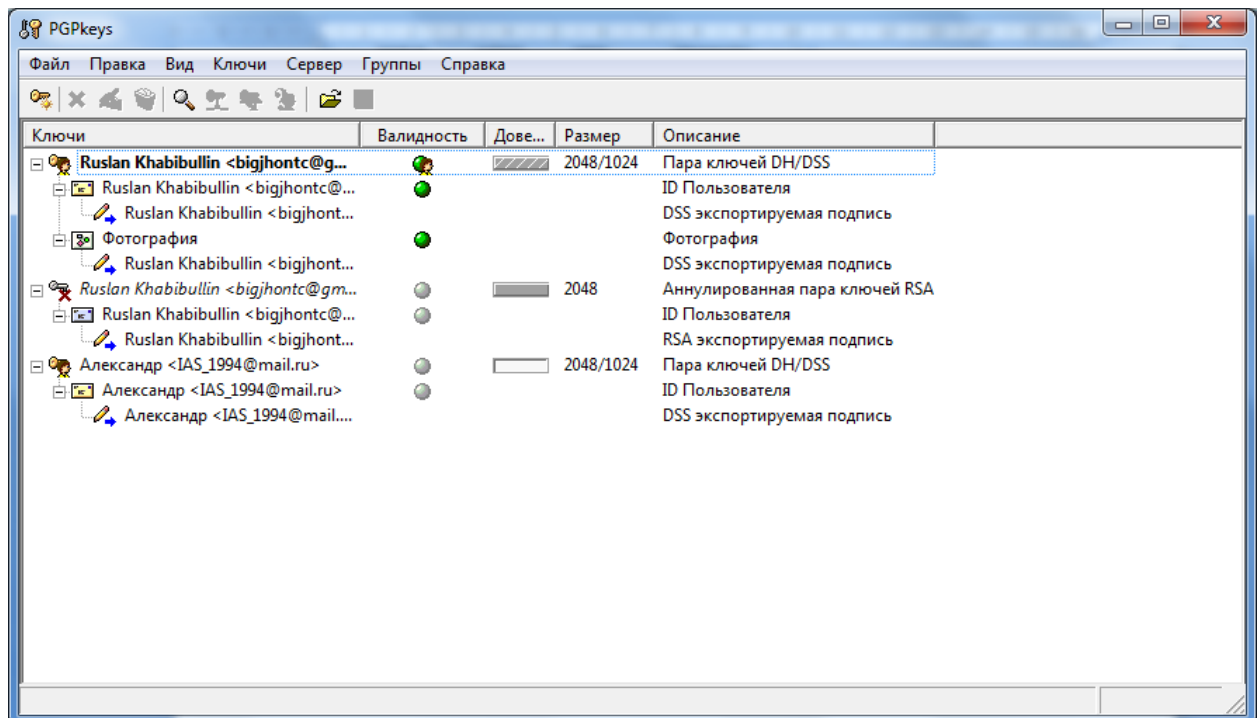 PGPkeys
Файл Правка Вид Ключи Сервер Группы Справка
Ключи Валидность Дове... Размер Описание
Ruslan Khabibullin <bigjhontc@g... 2048/1024 Пара ключей DH/DSS
Ruslan Khabibullin <bigjhontc@... ID Пользователя
Ruslan Khabibullin <bigjhont... DSS экспортируемая подпись
Фотография Фотография
Ruslan Khabibullin <bigjhont... DSS экспортируемая подпись
Ruslan Khabibullin <bigjhontc@gm... 2048 Аннулированная пара ключей RSA
Ruslan Khabibullin <bigjhontc@... ID Пользователя
Ruslan Khabibullin <bigjhont... RSA экспортируемая подпись
Александр <IAS_1994@mail.ru> 2048/1024 Пара ключей DH/DSS
Александр <IAS_1994@mail.ru> ID Пользователя
Александр <IAS_1994@mail.... DSS экспортируемая подпись